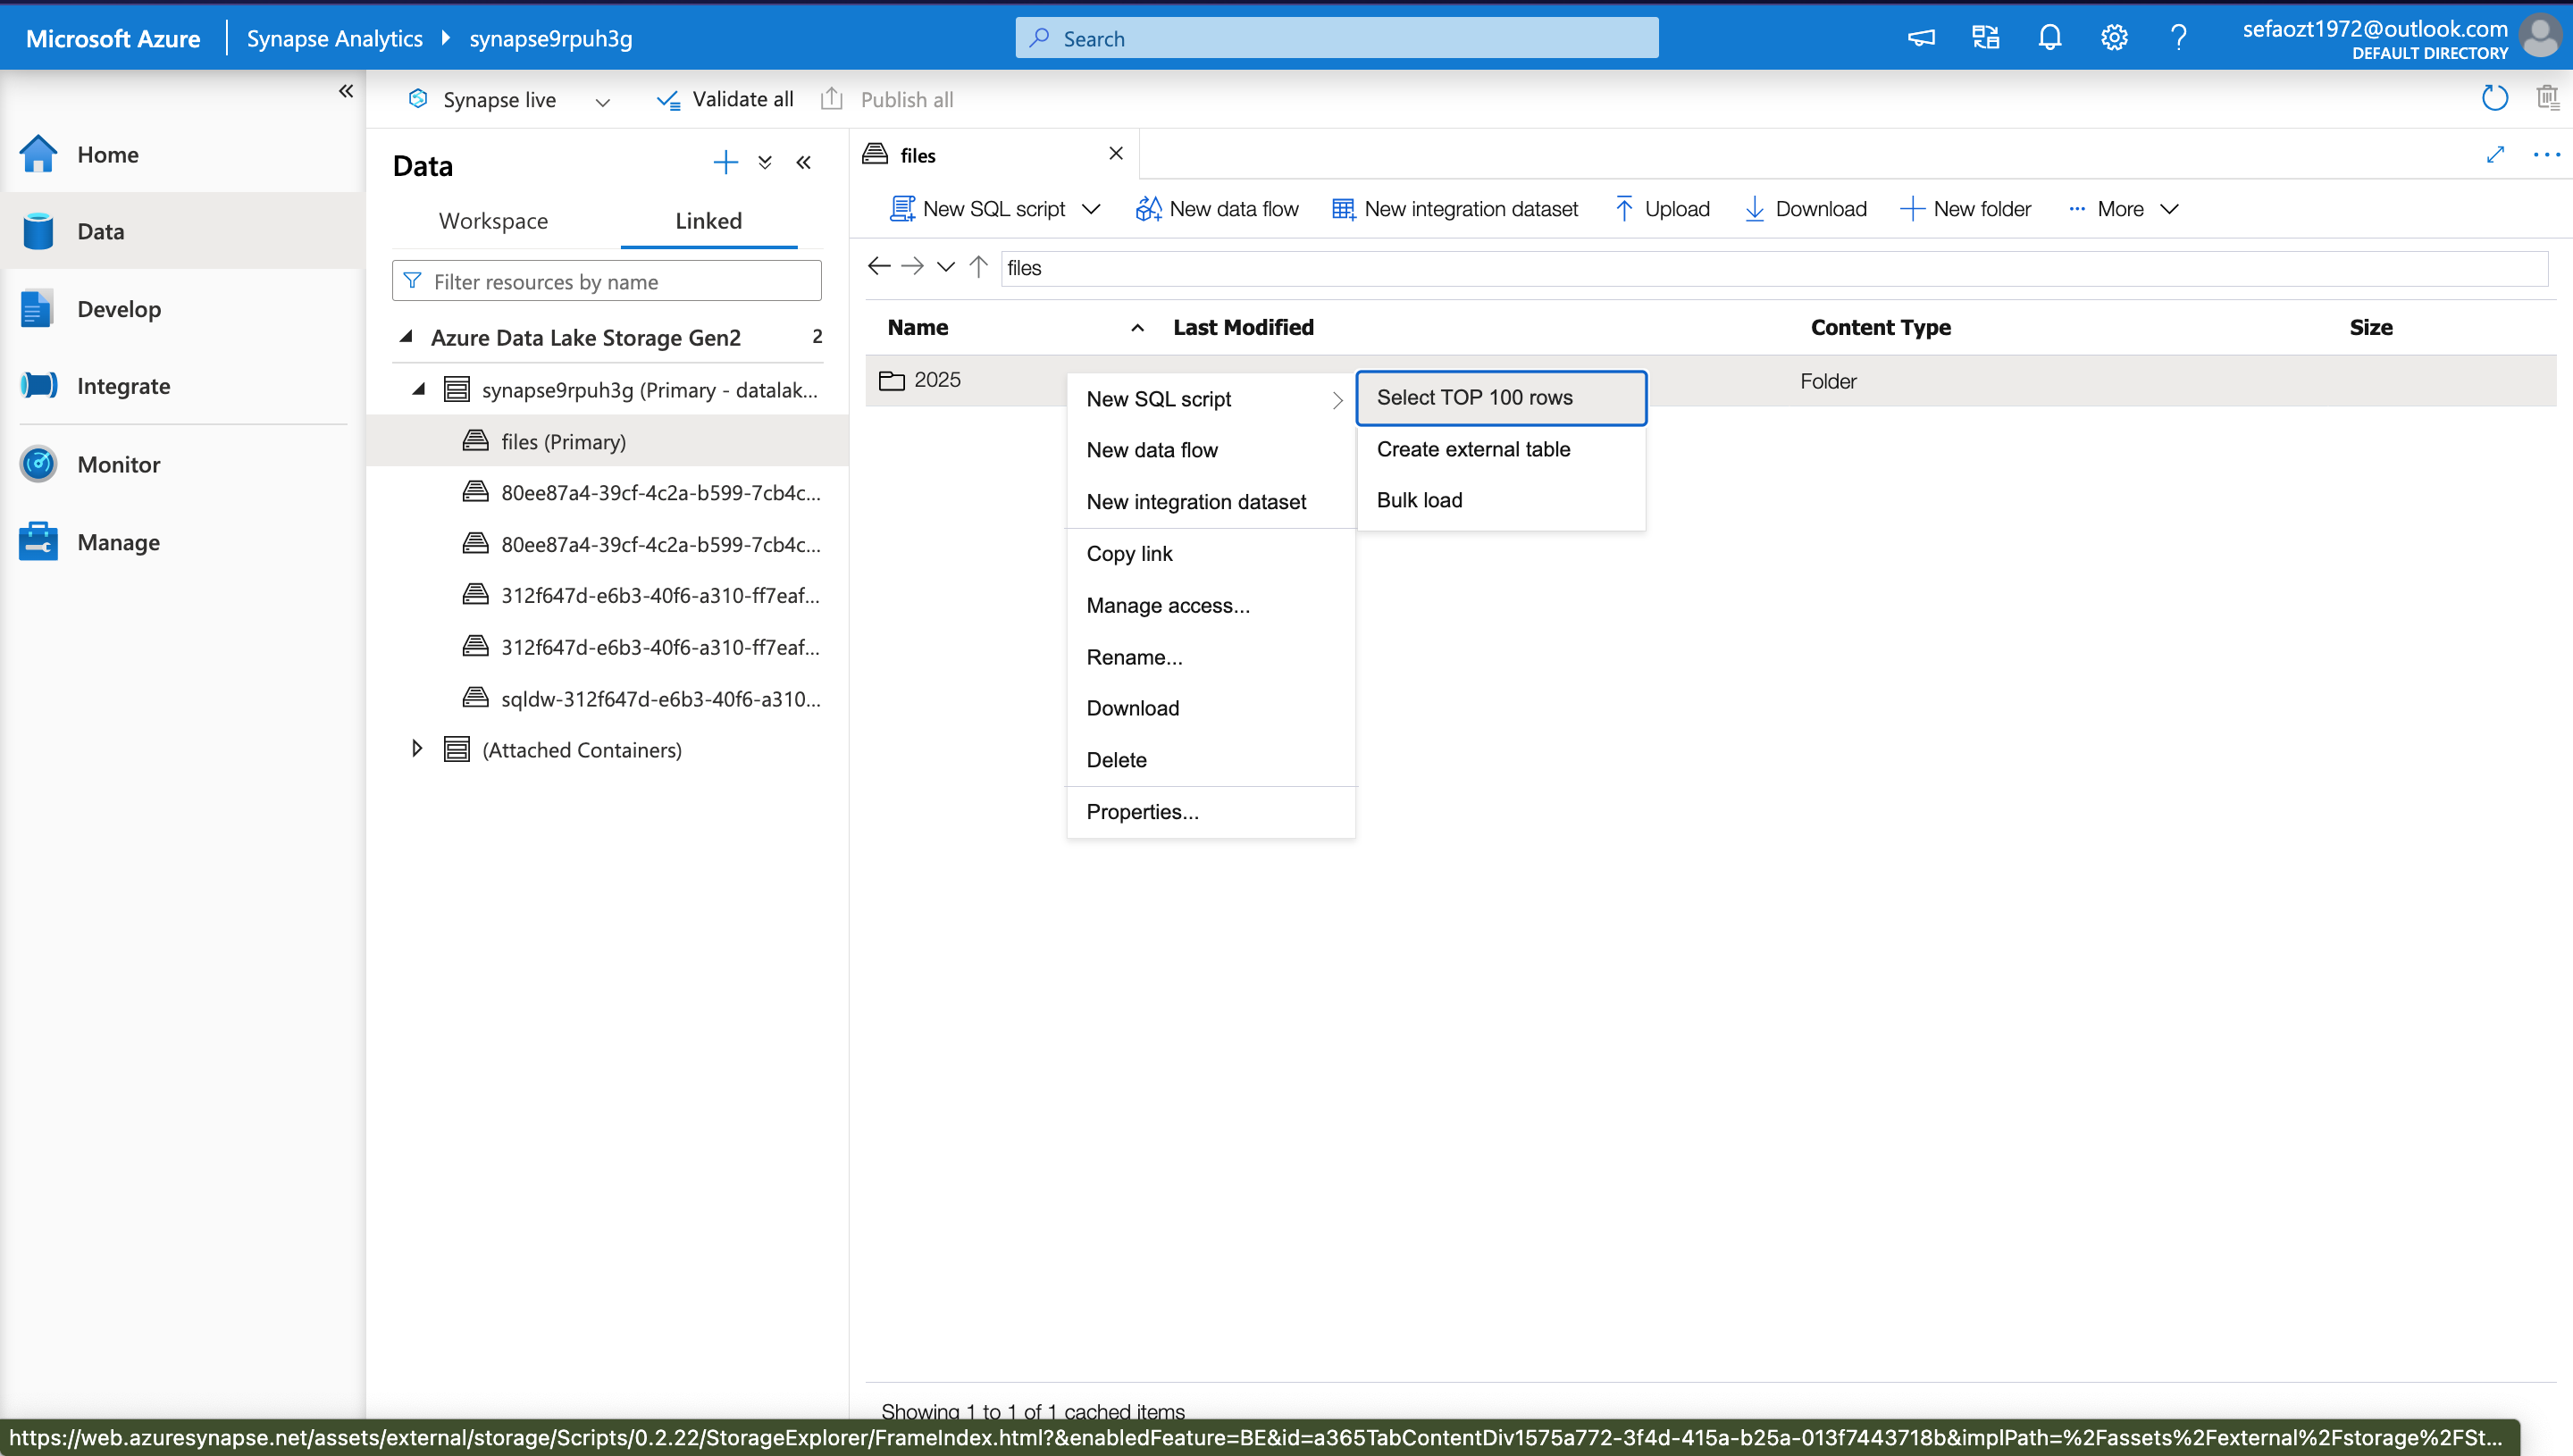 Microsoft Azure
Synapse Analytics
synapse9rpuh3g
Search
sefaozt1972@outlook.com
DEFAULT DIRECTORY
Synapse live
Validate all
Publish all
Home
Data
Develop
Integrate
Monitor
Manage
Data
Workspace
Linked
Filter resources by name
Azure Data Lake Storage Gen2
2
synapse9rpuh3g (Primary - datalak...
files (Primary)
80ee87a4-39cf-4c2a-b599-7cb4c...
80ee87a4-39cf-4c2a-b599-7cb4c...
312f647d-e6b3-40f6-a310-ff7eaf...
312f647d-e6b3-40f6-a310-ff7eaf...
sqldw-312f647d-e6b3-40f6-a310...
(Attached Containers)
files
New SQL script
New data flow
New integration dataset
Upload
Download
New folder
More
files
Name
Last Modified
Content Type
Size
2025
Folder
New SQL script
New data flow
New integration dataset
Copy link
Manage access...
Rename...
Download
Delete
Properties...
Select TOP 100 rows
Create external table
Bulk load
Showing 1 to 1 of 1 cached items
https://web.azuresynapse.net/assets/external/storage/Scripts/0.2.22/StorageExplorer/FrameIndex.html?&enabledFeature=BE&id=a365TabContentDiv1575a772-3f4d-415a-b25a-013f7443718b&implPath=%2Fassets%2Fexternal%2Fstorage%2FSt...